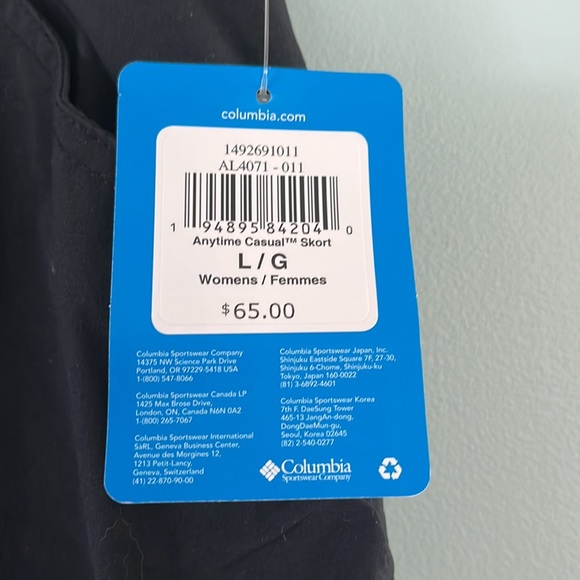 columbia.com
1492691011
AL4071 - 011
1 94895 84204 0
Anytime Casual™ Skort
L / G
Womens / Femmes
$65.00
Columbia Sportswear Company
14375 NW Science Park Drive
Portland, OR 97229-5418 USA
1-(800) 547-8066
Columbia Sportswear Canada LP
1425 Max Brose Drive,
London, ON, Canada N6N 0A2
1-(800) 265-7067
Columbia Sportswear International
SàRL, Geneva Business Center,
Avenue des Morgines 12,
1213 Petit-Lancy,
Geneva, Switzerland
(41) 22-870-90-00
Columbia Sportswear Japan, Inc.
Shinjuku Eastside Square 7F, 27-30,
Shinjuku 6-Chome, Shinjuku-ku
Tokyo, Japan 160-0022
(81) 3-6892-4601
Columbia Sportswear Korea
7th F. DaeSung Tower
465-13 JangAn-dong,
DongDaeMun-gu,
Seoul, Korea 02645
(82) 2-540-0277
Columbia
Sportswear Company